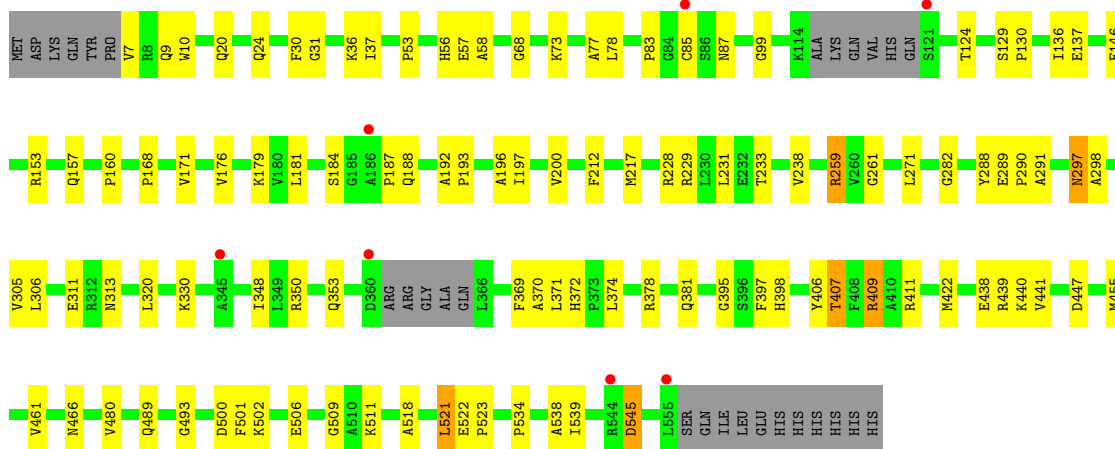 MET ASP LYS GLN TYR PRO V7 R8 Q9 W10 Q20 Q24 F30 G31 K36 I37 P53 H56 E57 A58 G68 K73 A77 L78 P83 G84 C85 S86 N87 G99 K114 ALA LYS GLN VAL HIS GLN S121 T124 S129 P130 I136 E137
R153 Q157 P160 P168 V171 V176 K179 V180 L181 S184 G185 A186 P187 Q188 A192 P193 A196 I197 V200 F212 M217 R228 R229 L230 L231 E232 T233 V238 R259 V260 G261 L271 G282 Y288 E289 P290 A291 N297 A298
V305 L306 E311 R312 N313 L320 K330 A345 I348 L349 R350 Q353 D360 ARG ARG GLY ALA GLN L366 F369 A370 L371 H372 P373 L374 R378 Q381 G395 S396 F397 H398 Y406 T407 F408 R409 A410 R411 M422 E438 R439 K440 V441 D447 M455
V461 N466 V480 Q489 G493 D500 F501 K502 E506 G509 A510 K511 A518 L521 E522 P523 P534 A538 I539 R544 D545 L555 SER GLN ILE LEU GLU HIS HIS HIS HIS HIS HIS